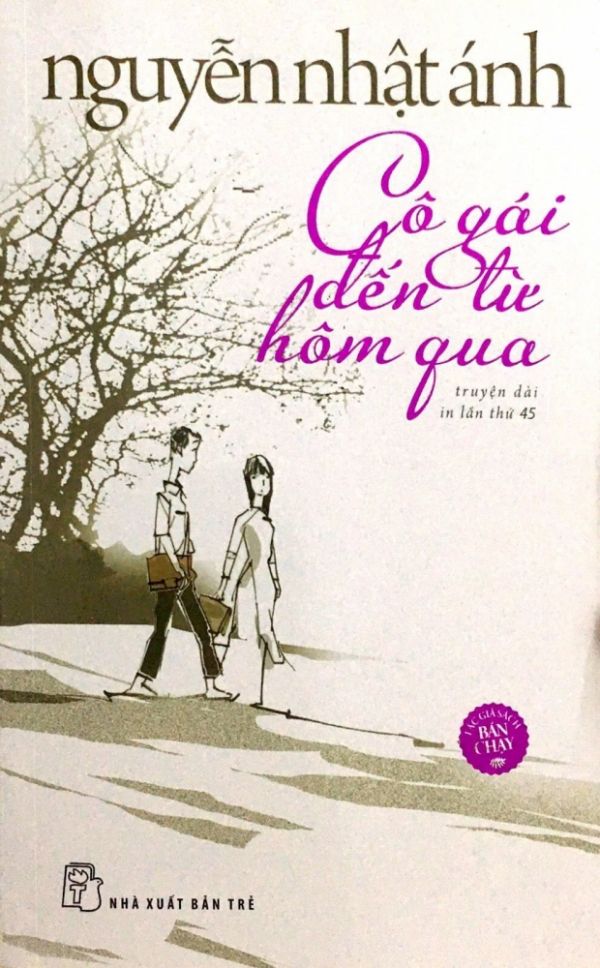 nguyễn nhật ánh
Cô gái
đến từ
hôm qua
truyện dài
in lần thứ 45
TÁC GIẢ SÁCH
BÁN
CHẠY
T
NHÀ XUẤT BẢN TRẺ